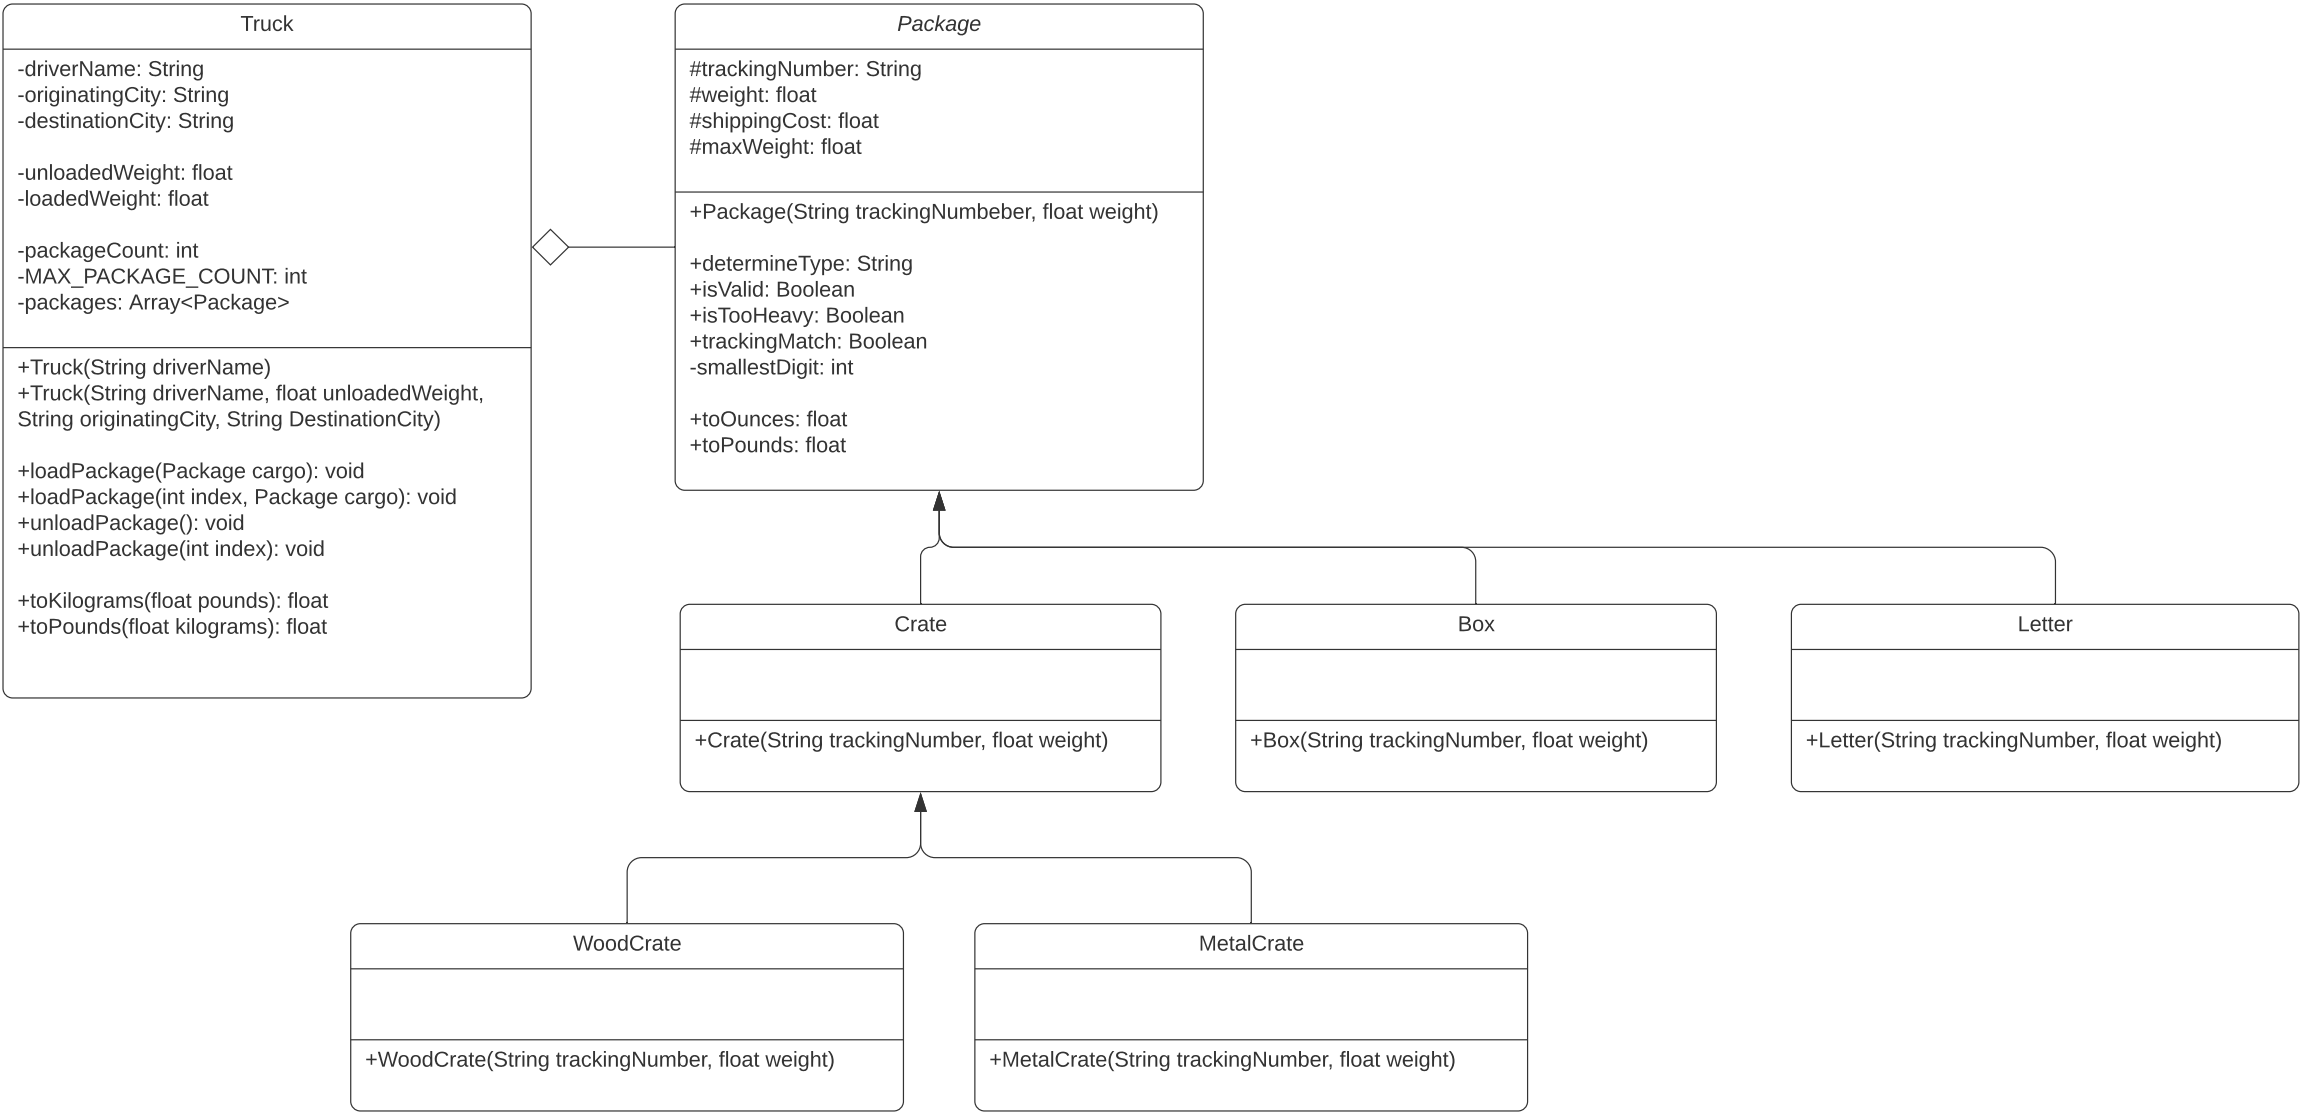 Truck
-driverName: String
-originatingCity: String
-destinationCity: String
-unloadedWeight: float
-loadedWeight: float
-packageCount: int
-MAX_PACKAGE_COUNT: int
-packages: Array<Package>
+Truck(String driverName)
+Truck(String driverName, float unloadedWeight,
String originatingCity, String DestinationCity)
+loadPackage(Package cargo): void
+loadPackage(int index, Package cargo): void
+unloadPackage(): void
+unloadPackage(int index): void
+toKilograms(float pounds): float
+toPounds(float kilograms): float
Package
#trackingNumber: String
#weight: float
#shippingCost: float
#maxWeight: float
+Package(String trackingNumbeber, float weight)
+determineType: String
+isValid: Boolean
+isTooHeavy: Boolean
+trackingMatch: Boolean
-smallestDigit: int
+toOunces: float
+toPounds: float
Crate
+Crate(String trackingNumber, float weight)
Box
+Box(String trackingNumber, float weight)
Letter
+Letter(String trackingNumber, float weight)
WoodCrate
+WoodCrate(String trackingNumber, float weight)
MetalCrate
+MetalCrate(String trackingNumber, float weight)